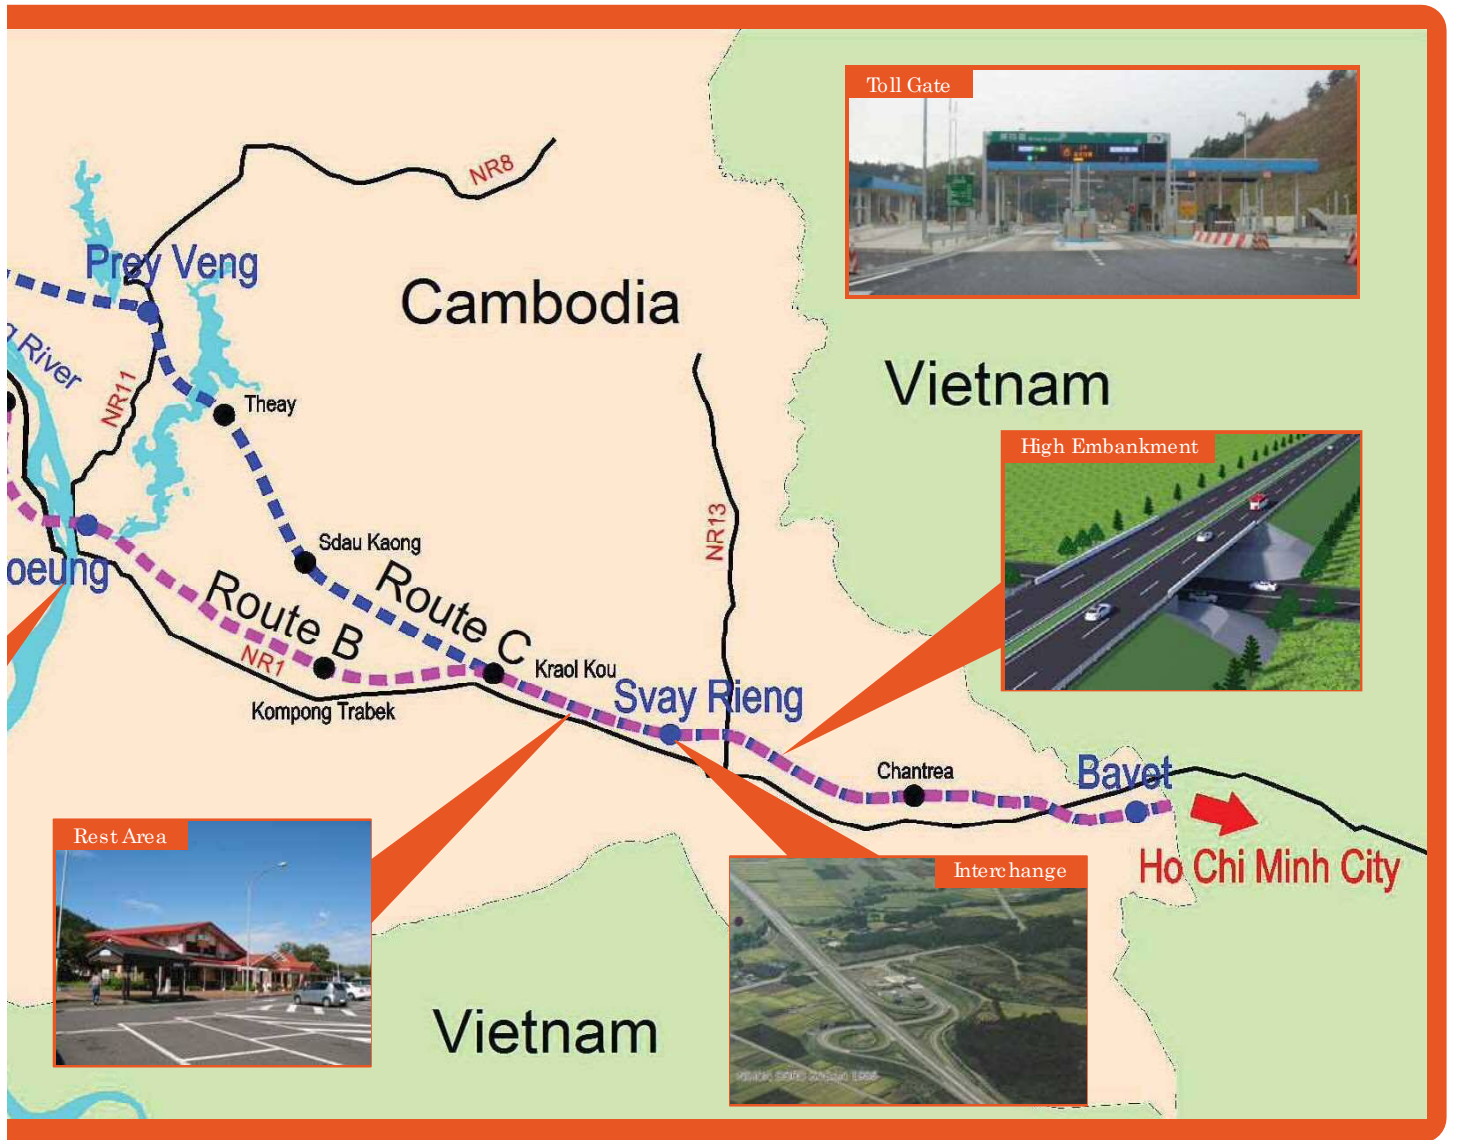 Toll Gate
NR8
Prey Veng
Cambodia
g River
Vietnam
NR11
Theay
High Embankment
NR13
Sdau Kaong
oeung
Route B
Route C
NR1
Kraol Kou
Svay Rieng
Kompong Trabek
Chantrea
Bavet
Rest Area
Ho Chi Minh City
Interchange
Vietnam